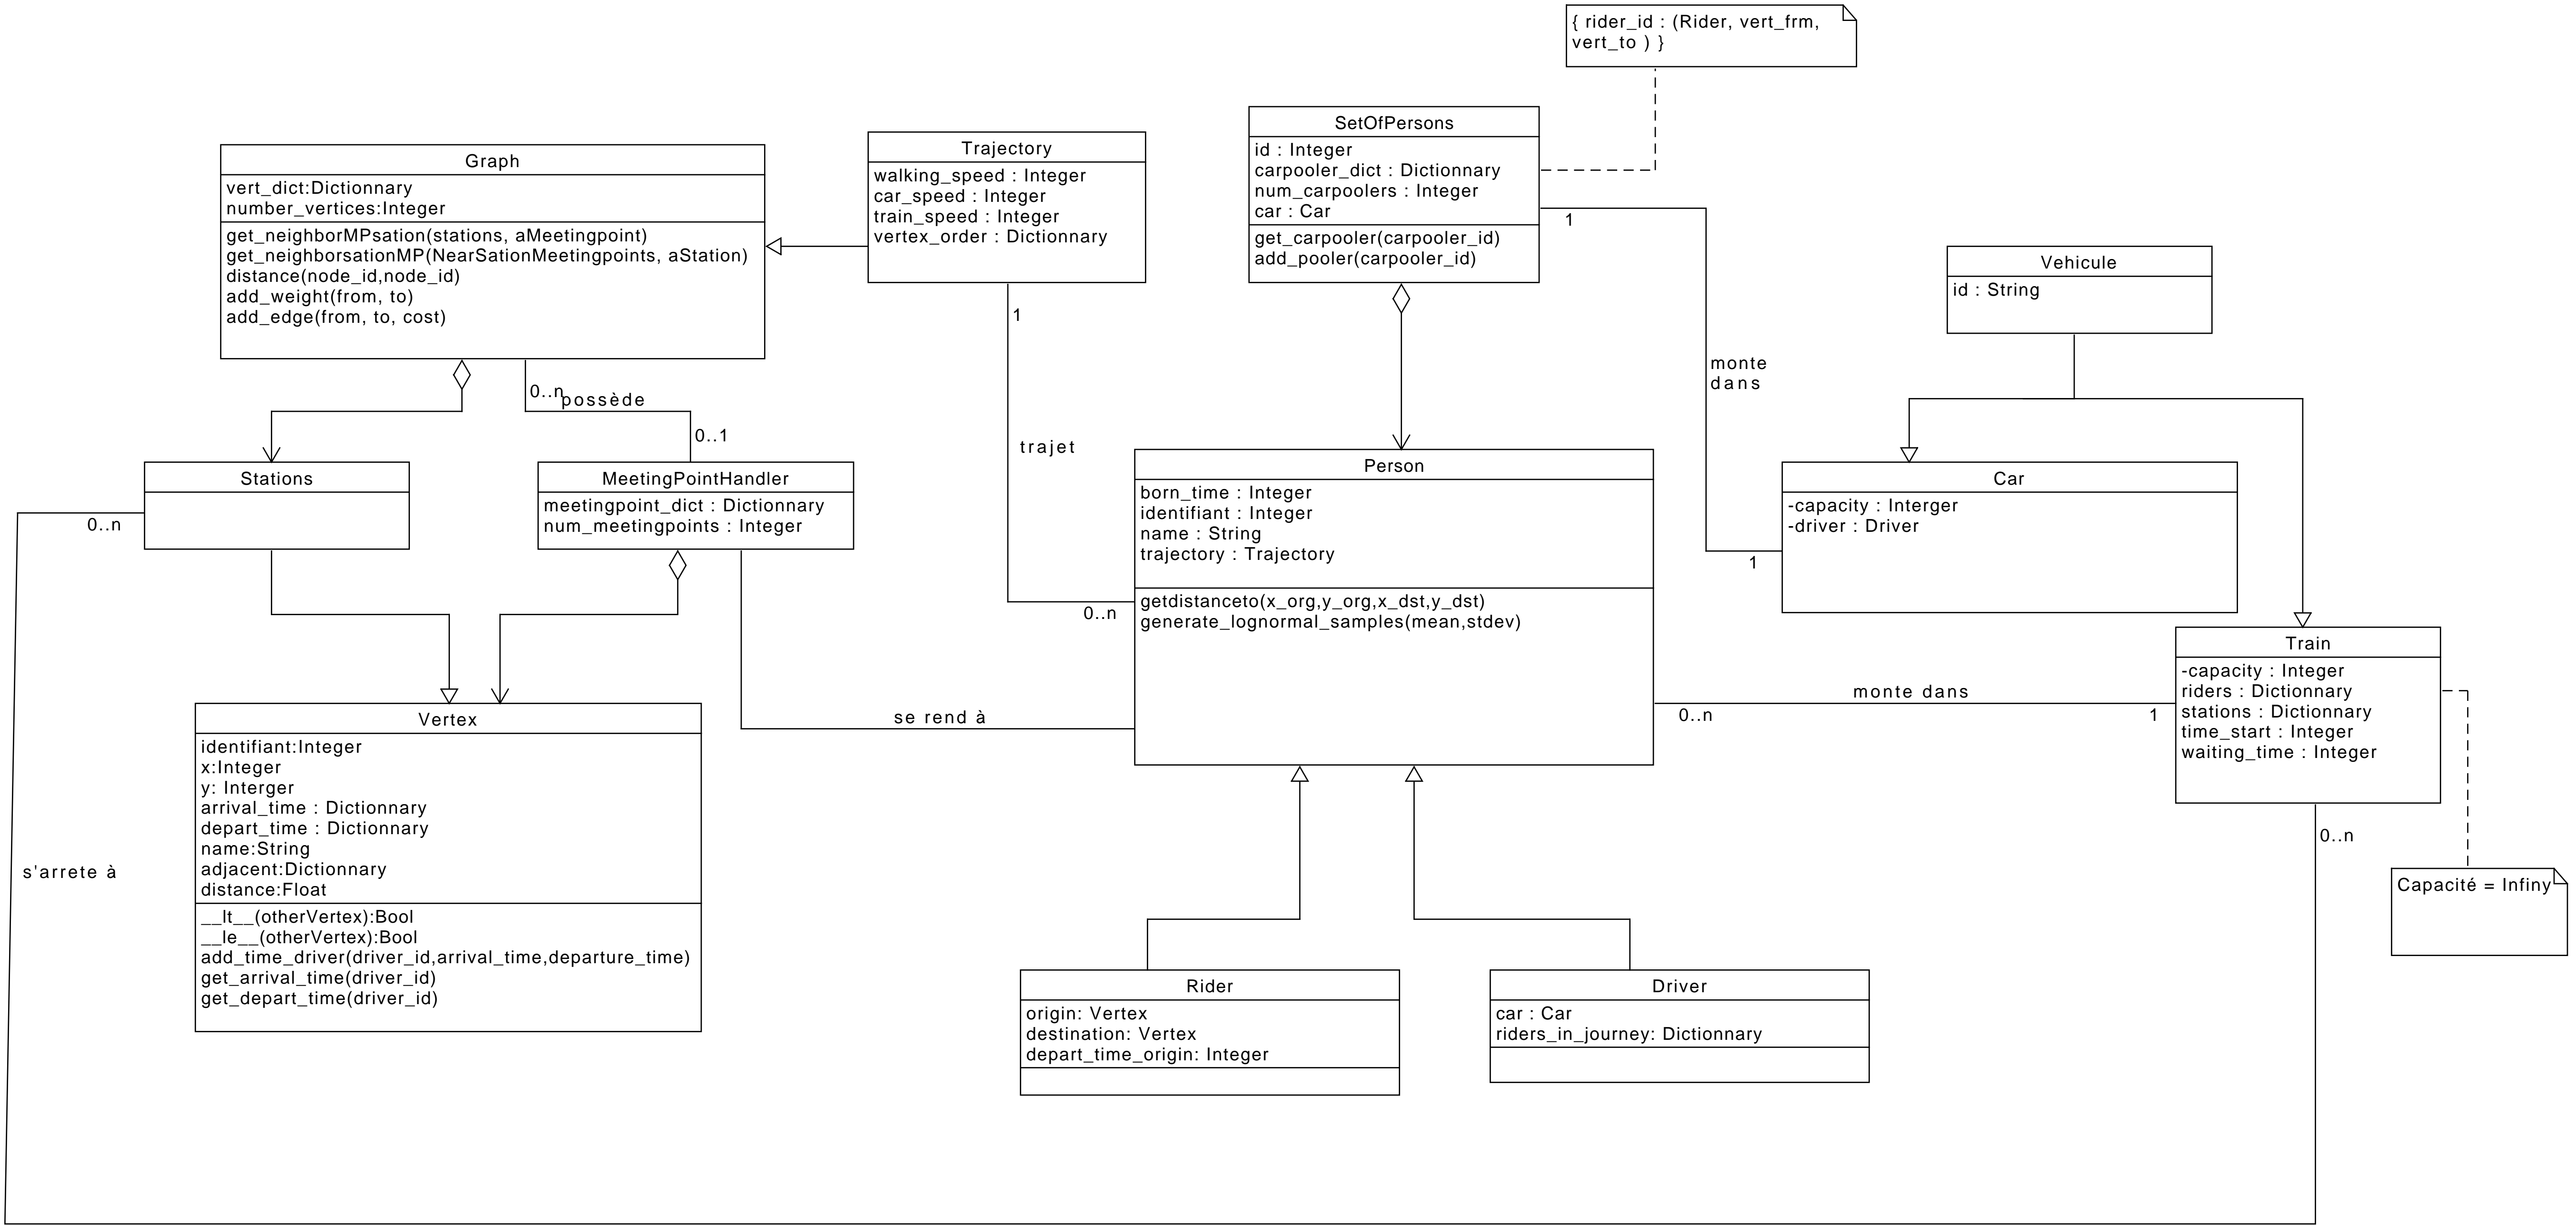 { rider_id : (Rider, vert_frm,
vert_to ) }
SetOfPersons
id : Integer
carpooler_dict : Dictionnary
num_carpoolers : Integer
car : Car
get_carpooler(carpooler_id)
add_pooler(carpooler_id)
1
Trajectory
walking_speed : Integer
car_speed : Integer
train_speed : Integer
vertex_order : Dictionnary
1
Graph
vert_dict:Dictionnary
number_vertices:Integer
get_neighborMPsation(stations, aMeetingpoint)
get_neighborsationMP(NearSationMeetingpoints, aStation)
distance(node_id,node_id)
add_weight(from, to)
add_edge(from, to, cost)
0..n
possède
0..1
Vehicule
id : String
monte
dans
trajet
Stations
0..n
MeetingPointHandler
meetingpoint_dict : Dictionnary
num_meetingpoints : Integer
Person
born_time : Integer
identifiant : Integer
name : String
trajectory : Trajectory
getdistanceto(x_org,y_org,x_dst,y_dst)
generate_lognormal_samples(mean,stdev)
0..n
Car
-capacity : Interger
-driver : Driver
1
Train
-capacity : Integer
riders : Dictionnary
stations : Dictionnary
time_start : Integer
waiting_time : Integer
monte dans
0..n
1
se rend à
Vertex
identifiant:Integer
x:Integer
y: Interger
arrival_time : Dictionnary
depart_time : Dictionnary
name:String
adjacent:Dictionnary
distance:Float
__lt__(otherVertex):Bool
__le__(otherVertex):Bool
add_time_driver(driver_id,arrival_time,departure_time)
get_arrival_time(driver_id)
get_depart_time(driver_id)
s'arrete à
0..n
Capacité = Infiny
Rider
origin: Vertex
destination: Vertex
depart_time_origin: Integer
Driver
car : Car
riders_in_journey: Dictionnary